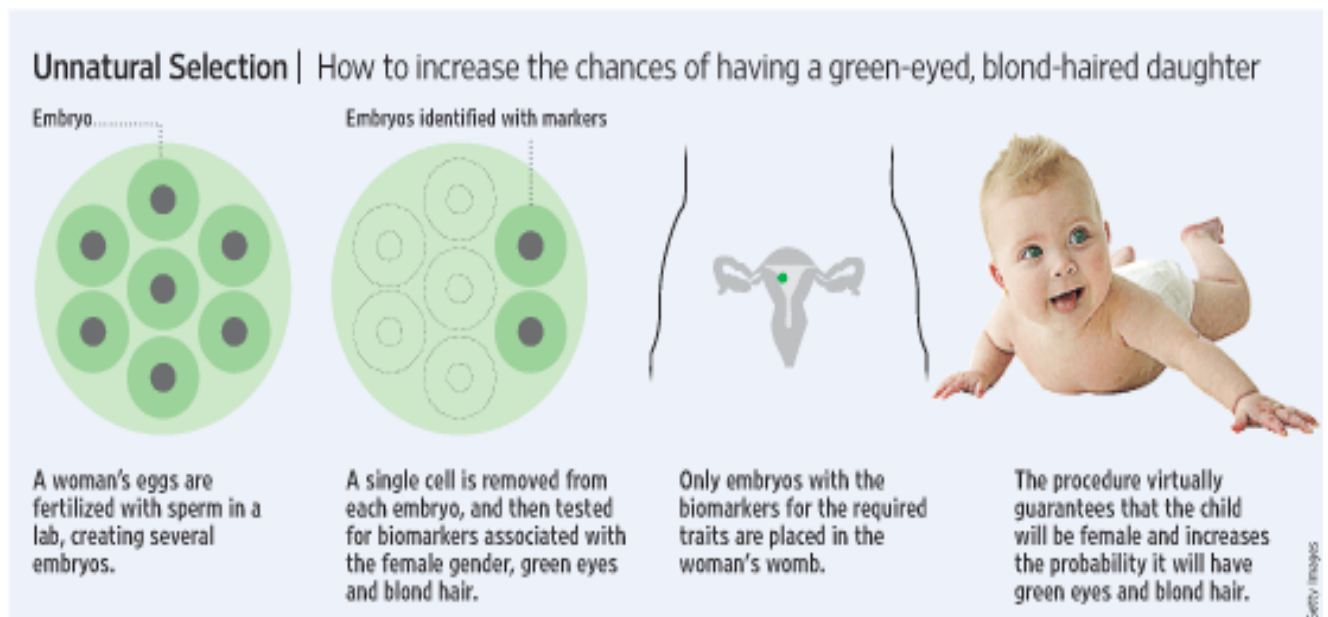 Unnatural Selection | How to increase the chances of having a green-eyed, blond-haired daughter
Embryo
Embryos identified with markers
A woman's eggs are
fertilized with sperm in a
lab, creating several
embryos.
A single cell is removed from
each embryo, and then tested
for biomarkers associated with
the female gender, green eyes
and blond hair.
Only embryos with the
biomarkers for the required
traits are placed in the
woman's womb.
The procedure virtually
guarantees that the child
will be female and increases
the probability it will have
green eyes and blond hair.
Getty Images